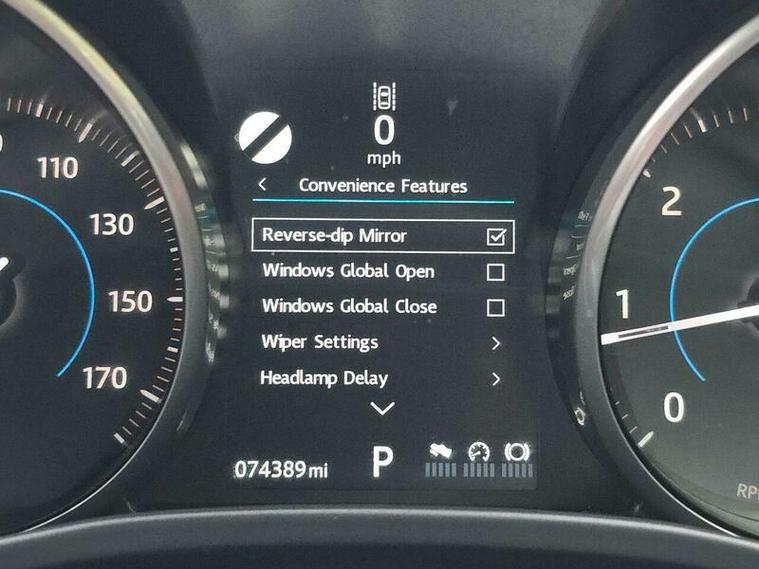 0
mph
Convenience Features
Reverse-dip Mirror
Windows Global Open
Windows Global Close
Wiper Settings
Headlamp Delay
074389 mi
P
110
130
150
170
2
1
0